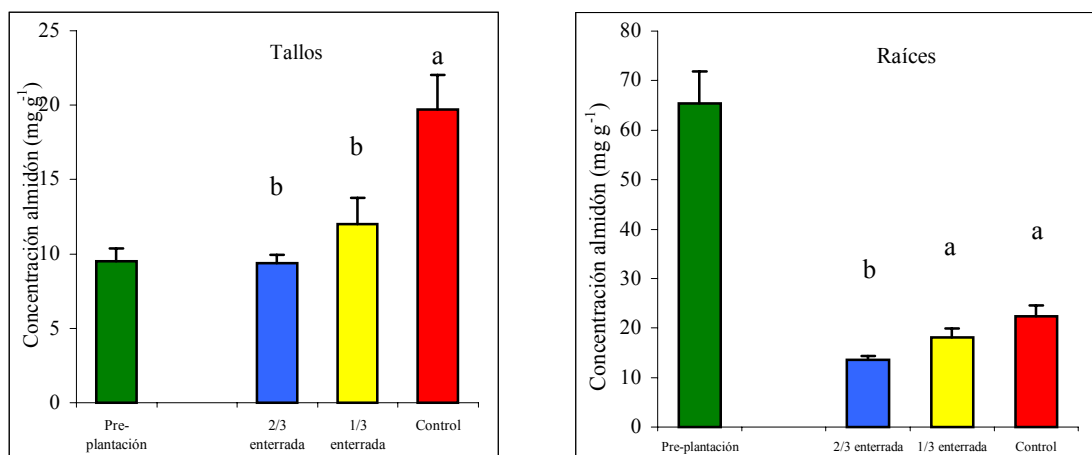 Tallos
Concentración almidón (mg g⁻¹)
25
20
15
10
5
0
b
b
a
Pre-
plantación
2/3
enterrada
1/3
enterrada
Control
Raíces
Concentración almidón (mg g⁻¹)
80
70
60
50
40
30
20
10
0
b
a
a
Pre-plantación
2/3 enterrada
1/3 enterrada
Control